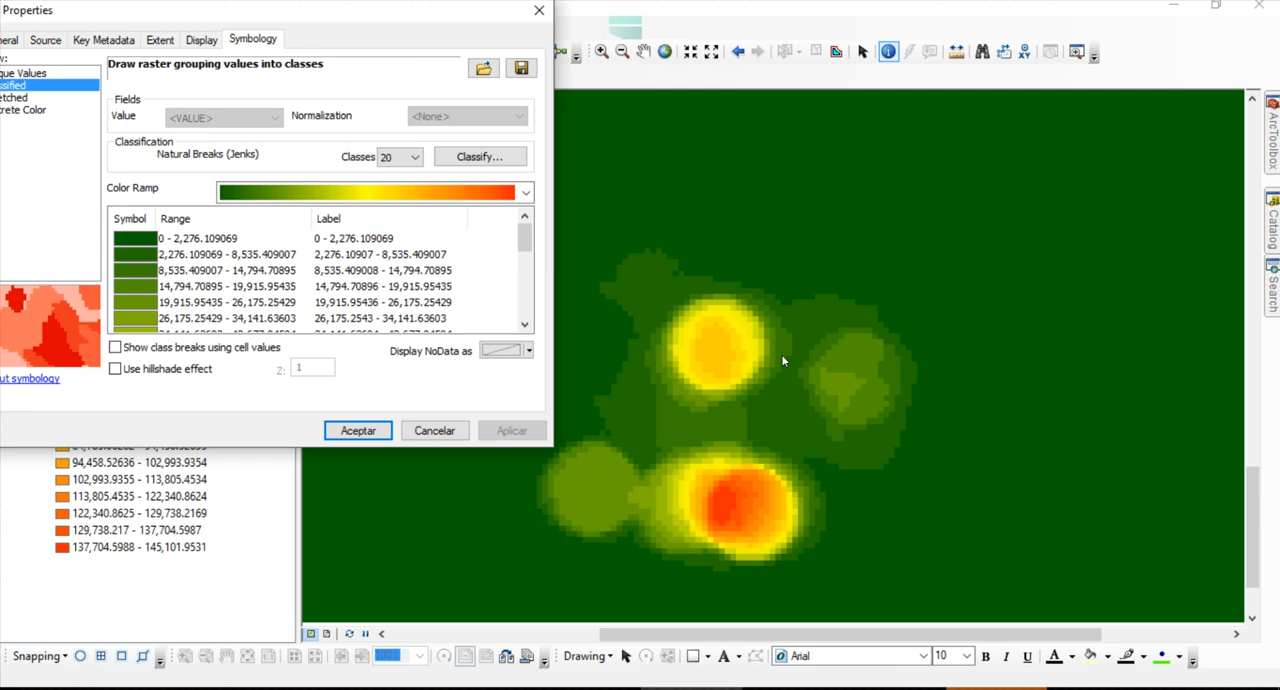 Properties
neral Source Key Metadata Extent Display Symbology
w:
que Values
ssified
etched
crete Color
Draw raster grouping values into classes
Fields
Value <VALUE> Normalization <None>
Classification
Natural Breaks (Jenks) Classes 20 Classify...
Color Ramp
Symbol Range Label
0 - 2,276.109069 0 - 2,276.109069
2,276.109069 - 8,535.409007 2,276.10907 - 8,535.409007
8,535.409007 - 14,794.70895 8,535.409008 - 14,794.70895
14,794.70895 - 19,915.95435 14,794.70896 - 19,915.95435
19,915.95435 - 26,175.25429 19,915.95436 - 26,175.25429
26,175.25429 - 34,141.63603 26,175.2543 - 34,141.63603
Show class breaks using cell values Display NoData as
Use hillshade effect Z: 1
ut symbology
Aceptar Cancelar Aplicar
94,458.52636 - 102,993.9354
102,993.9355 - 113,805.4534
113,805.4535 - 122,340.8624
122,340.8625 - 129,738.2169
129,738.217 - 137,704.5987
137,704.5988 - 145,101.9531
ArcToolbox
Catalog
Search
Snapping 100% Drawing Arial 10 B I U A